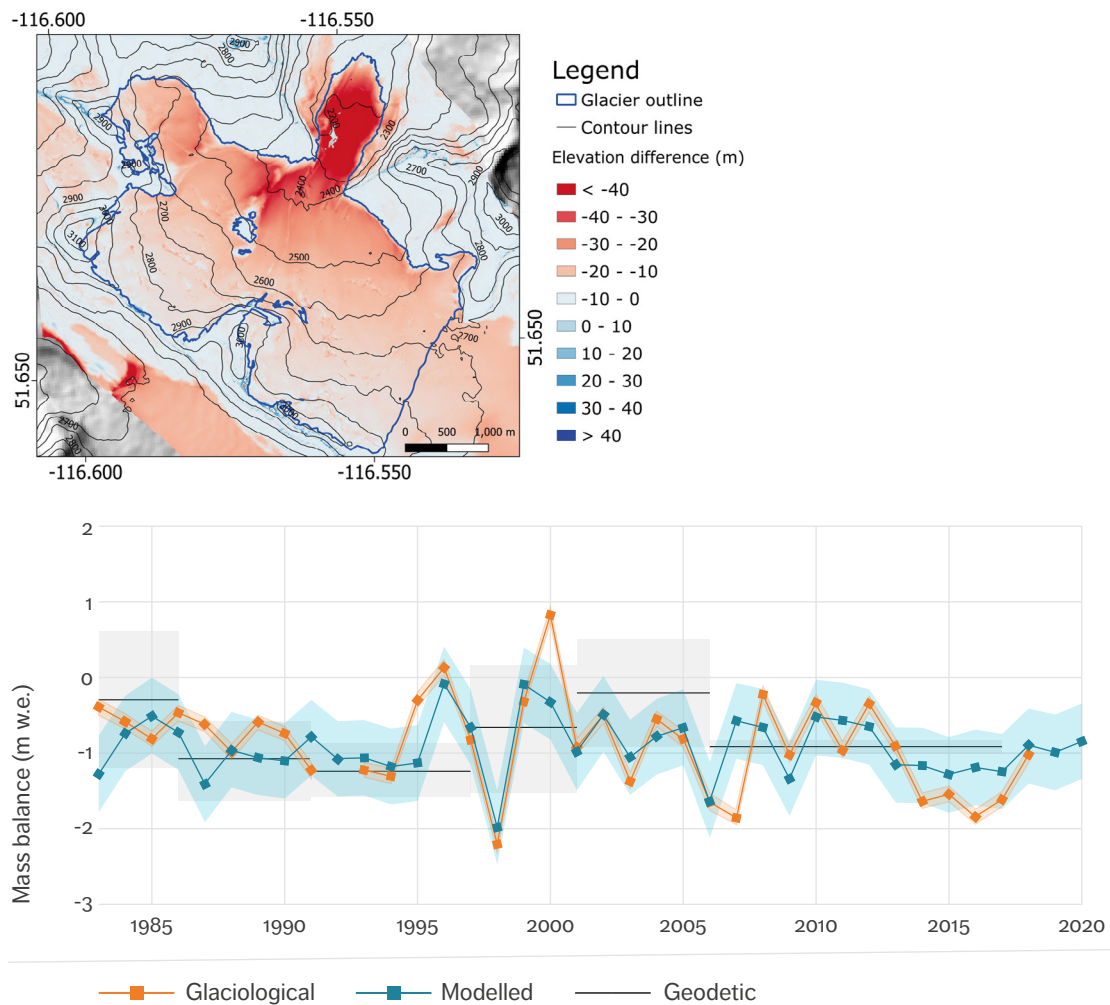 -116.600 -116.550
2900
2800
2900
2900
2900
2700
3000
3100
2800
2200
2300
2400
2400
2700
2900
3000
2800
2500
2600
2900
3000
2700
2700
2800
51.650
51.650
0 500 1,000 m
-116.600 -116.550
Legend
Glacier outline
Contour lines
Elevation difference (m)
< -40
-40 - -30
-30 - -20
-20 - -10
-10 - 0
0 - 10
10 - 20
20 - 30
30 - 40
> 40
Mass balance (m w.e.)
2
1
0
-1
-2
-3
1985 1990 1995 2000 2005 2010 2015 2020
Glaciological Modelled Geodetic